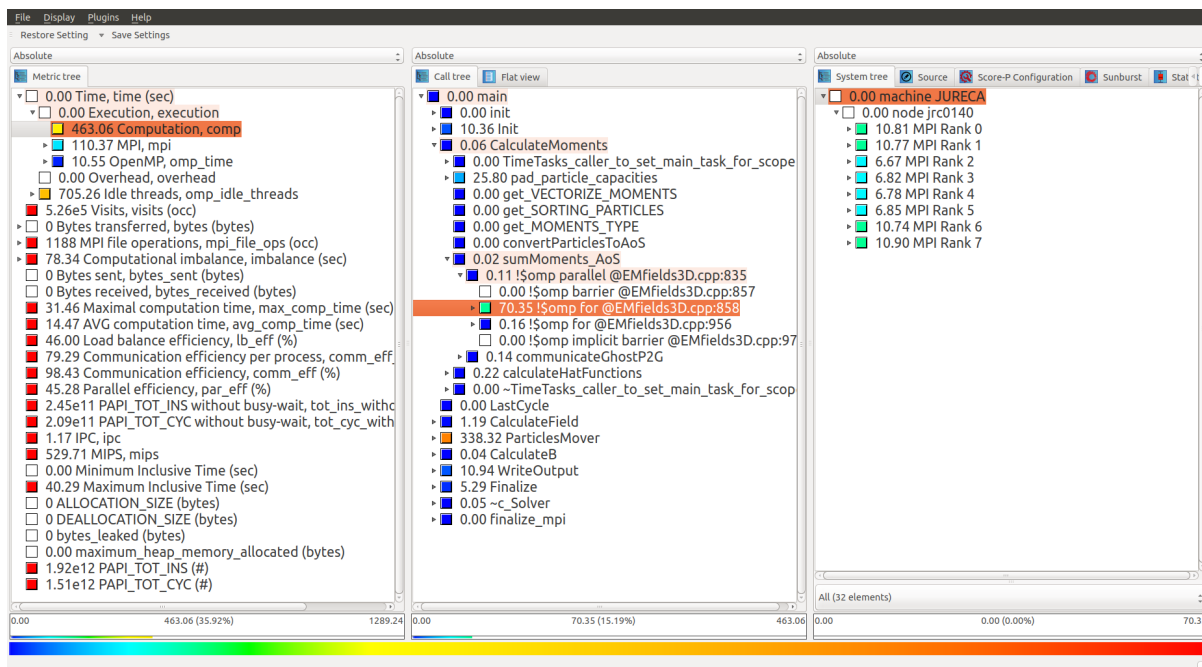 File Display Plugins Help
Restore Setting Save Settings
Absolute
Metric tree
0.00 Time, time (sec)
0.00 Execution, execution
463.06 Computation, comp
110.37 MPI, mpi
10.55 OpenMP, omp_time
0.00 Overhead, overhead
705.26 Idle threads, omp_idle_threads
5.26e5 Visits, visits (occ)
0 Bytes transferred, bytes (bytes)
1188 MPI file operations, mpi_file_ops (occ)
78.34 Computational imbalance, imbalance (sec)
0 Bytes sent, bytes_sent (bytes)
0 Bytes received, bytes_received (bytes)
31.46 Maximal computation time, max_comp_time (sec)
14.47 AVG computation time, avg_comp_time (sec)
46.00 Load balance efficiency, lb_eff (%)
79.29 Communication efficiency per process, comm_eff_
98.43 Communication efficiency, comm_eff (%)
45.28 Parallel efficiency, par_eff (%)
2.45e11 PAPI_TOT_INS without busy-wait, tot_ins_withc
2.09e11 PAPI_TOT_CYC without busy-wait, tot_cyc_with
1.17 IPC, ipc
529.71 MIPS, mips
0.00 Minimum Inclusive Time (sec)
40.29 Maximum Inclusive Time (sec)
0 ALLOCATION_SIZE (bytes)
0 DEALLOCATION_SIZE (bytes)
0 bytes_leaked (bytes)
0.00 maximum_heap_memory_allocated (bytes)
1.92e12 PAPI_TOT_INS (#)
1.51e12 PAPI_TOT_CYC (#)
0.00 463.06 (35.92%) 1289.24
Absolute
Call tree Flat view
0.00 main
0.00 init
10.36 Init
0.06 CalculateMoments
0.00 TimeTasks_caller_to_set_main_task_for_scope
25.80 pad_particle_capacities
0.00 get_VECTORIZE_MOMENTS
0.00 get_SORTING_PARTICLES
0.00 get_MOMENTS_TYPE
0.00 convertParticlesToAoS
0.02 sumMoments_AoS
0.11 !$omp parallel @EMfields3D.cpp:835
0.00 !$omp barrier @EMfields3D.cpp:857
70.35 !$omp for @EMfields3D.cpp:858
0.16 !$omp for @EMfields3D.cpp:956
0.00 !$omp implicit barrier @EMfields3D.cpp:97
0.14 communicateGhostP2G
0.22 calculateHatFunctions
0.00 ~TimeTasks_caller_to_set_main_task_for_scop
0.00 LastCycle
1.19 CalculateField
338.32 ParticlesMover
0.04 CalculateB
10.94 WriteOutput
5.29 Finalize
0.05 ~c_Solver
0.00 finalize_mpi
0.00 70.35 (15.19%) 463.06
Absolute
System tree Source Score-P Configuration Sunburst Stat
0.00 machine JURECA
0.00 node jrc0140
10.81 MPI Rank 0
10.77 MPI Rank 1
6.67 MPI Rank 2
6.82 MPI Rank 3
6.78 MPI Rank 4
6.85 MPI Rank 5
10.74 MPI Rank 6
10.90 MPI Rank 7
All (32 elements)
0.00 0.00 (0.00%) 70.3